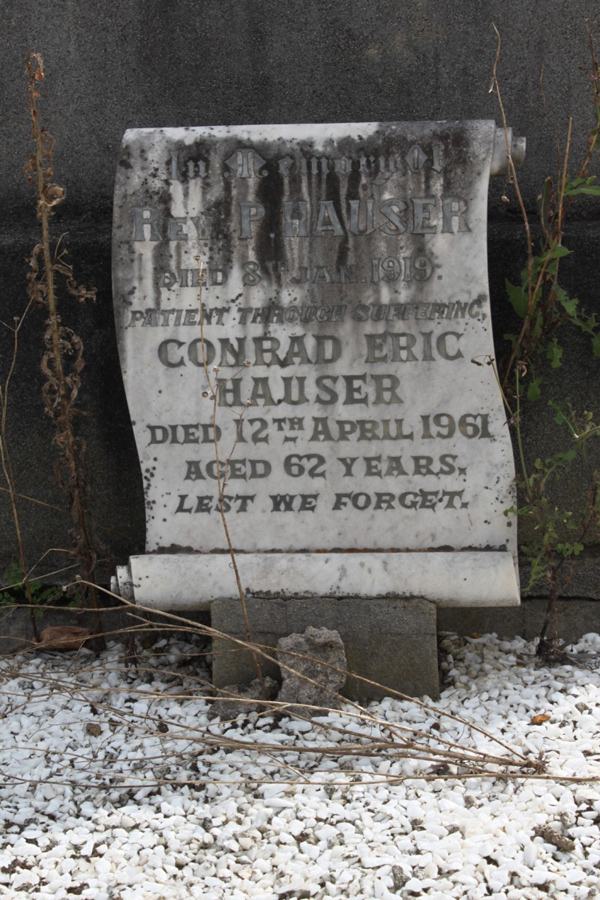 In Memory of
REV. P. HAUSER
DIED 8TH JAN. 1919.
PATIENT THROUGH SUFFERING.
CONRAD ERIC
HAUSER
DIED 12TH APRIL 1961
AGED 62 YEARS.
LEST WE FORGET.